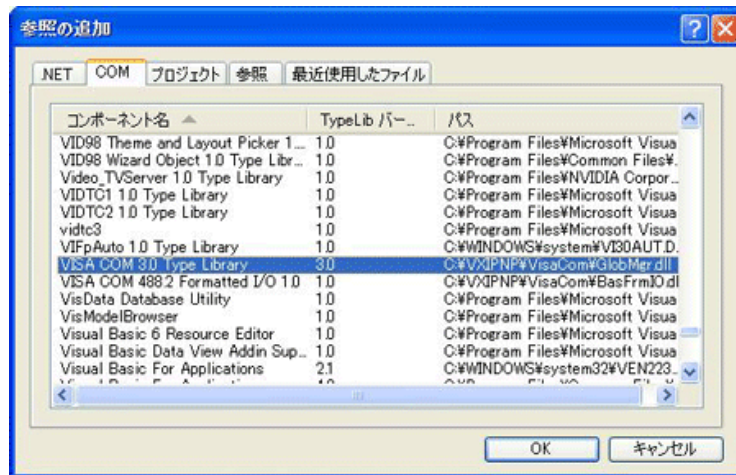 参照の追加
.NET COM プロジェクト 参照 最近使用したファイル
コンポーネント名 TypeLib バー... パス
VID98 Theme and Layout Picker 1.... 1.0 C:¥Program Files¥Microsoft Visua
VID98 Wizard Object 1.0 Type Libr... 1.0 C:¥Program Files¥Common Files¥.
Video_TVServer 1.0 Type Library 1.0 C:¥Program Files¥NVIDIA Corpor...
VIDTC1 1.0 Type Library 1.0 C:¥Program Files¥Microsoft Visua
VIDTC2 1.0 Type Library 1.0 C:¥Program Files¥Microsoft Visua
vidtc3 1.0 C:¥Program Files¥Microsoft Visua
VIFpAuto 1.0 Type Library 1.0 C:¥WINDOWS¥system¥VI30AUT.D.
VISA COM 3.0 Type Library 3.0 C:¥VXIPNP¥VisaCom¥GlobMgr.dll
VISA COM 488.2 Formatted I/O 1.0 1.0 C:¥VXIPNP¥VisaCom¥BasFrmIO.dl
VisData Database Utility 1.0 C:¥Program Files¥Microsoft Visua
VisModelBrowser 1.0 C:¥Program Files¥Microsoft Visua
Visual Basic 6 Resource Editor 1.0 C:¥Program Files¥Microsoft Visua
Visual Basic Data View Addin Sup... 1.0 C:¥Program Files¥Microsoft Visua
Visual Basic For Applications 2.1 C:¥WINDOWS¥system32¥VEN223...
OK キャンセル